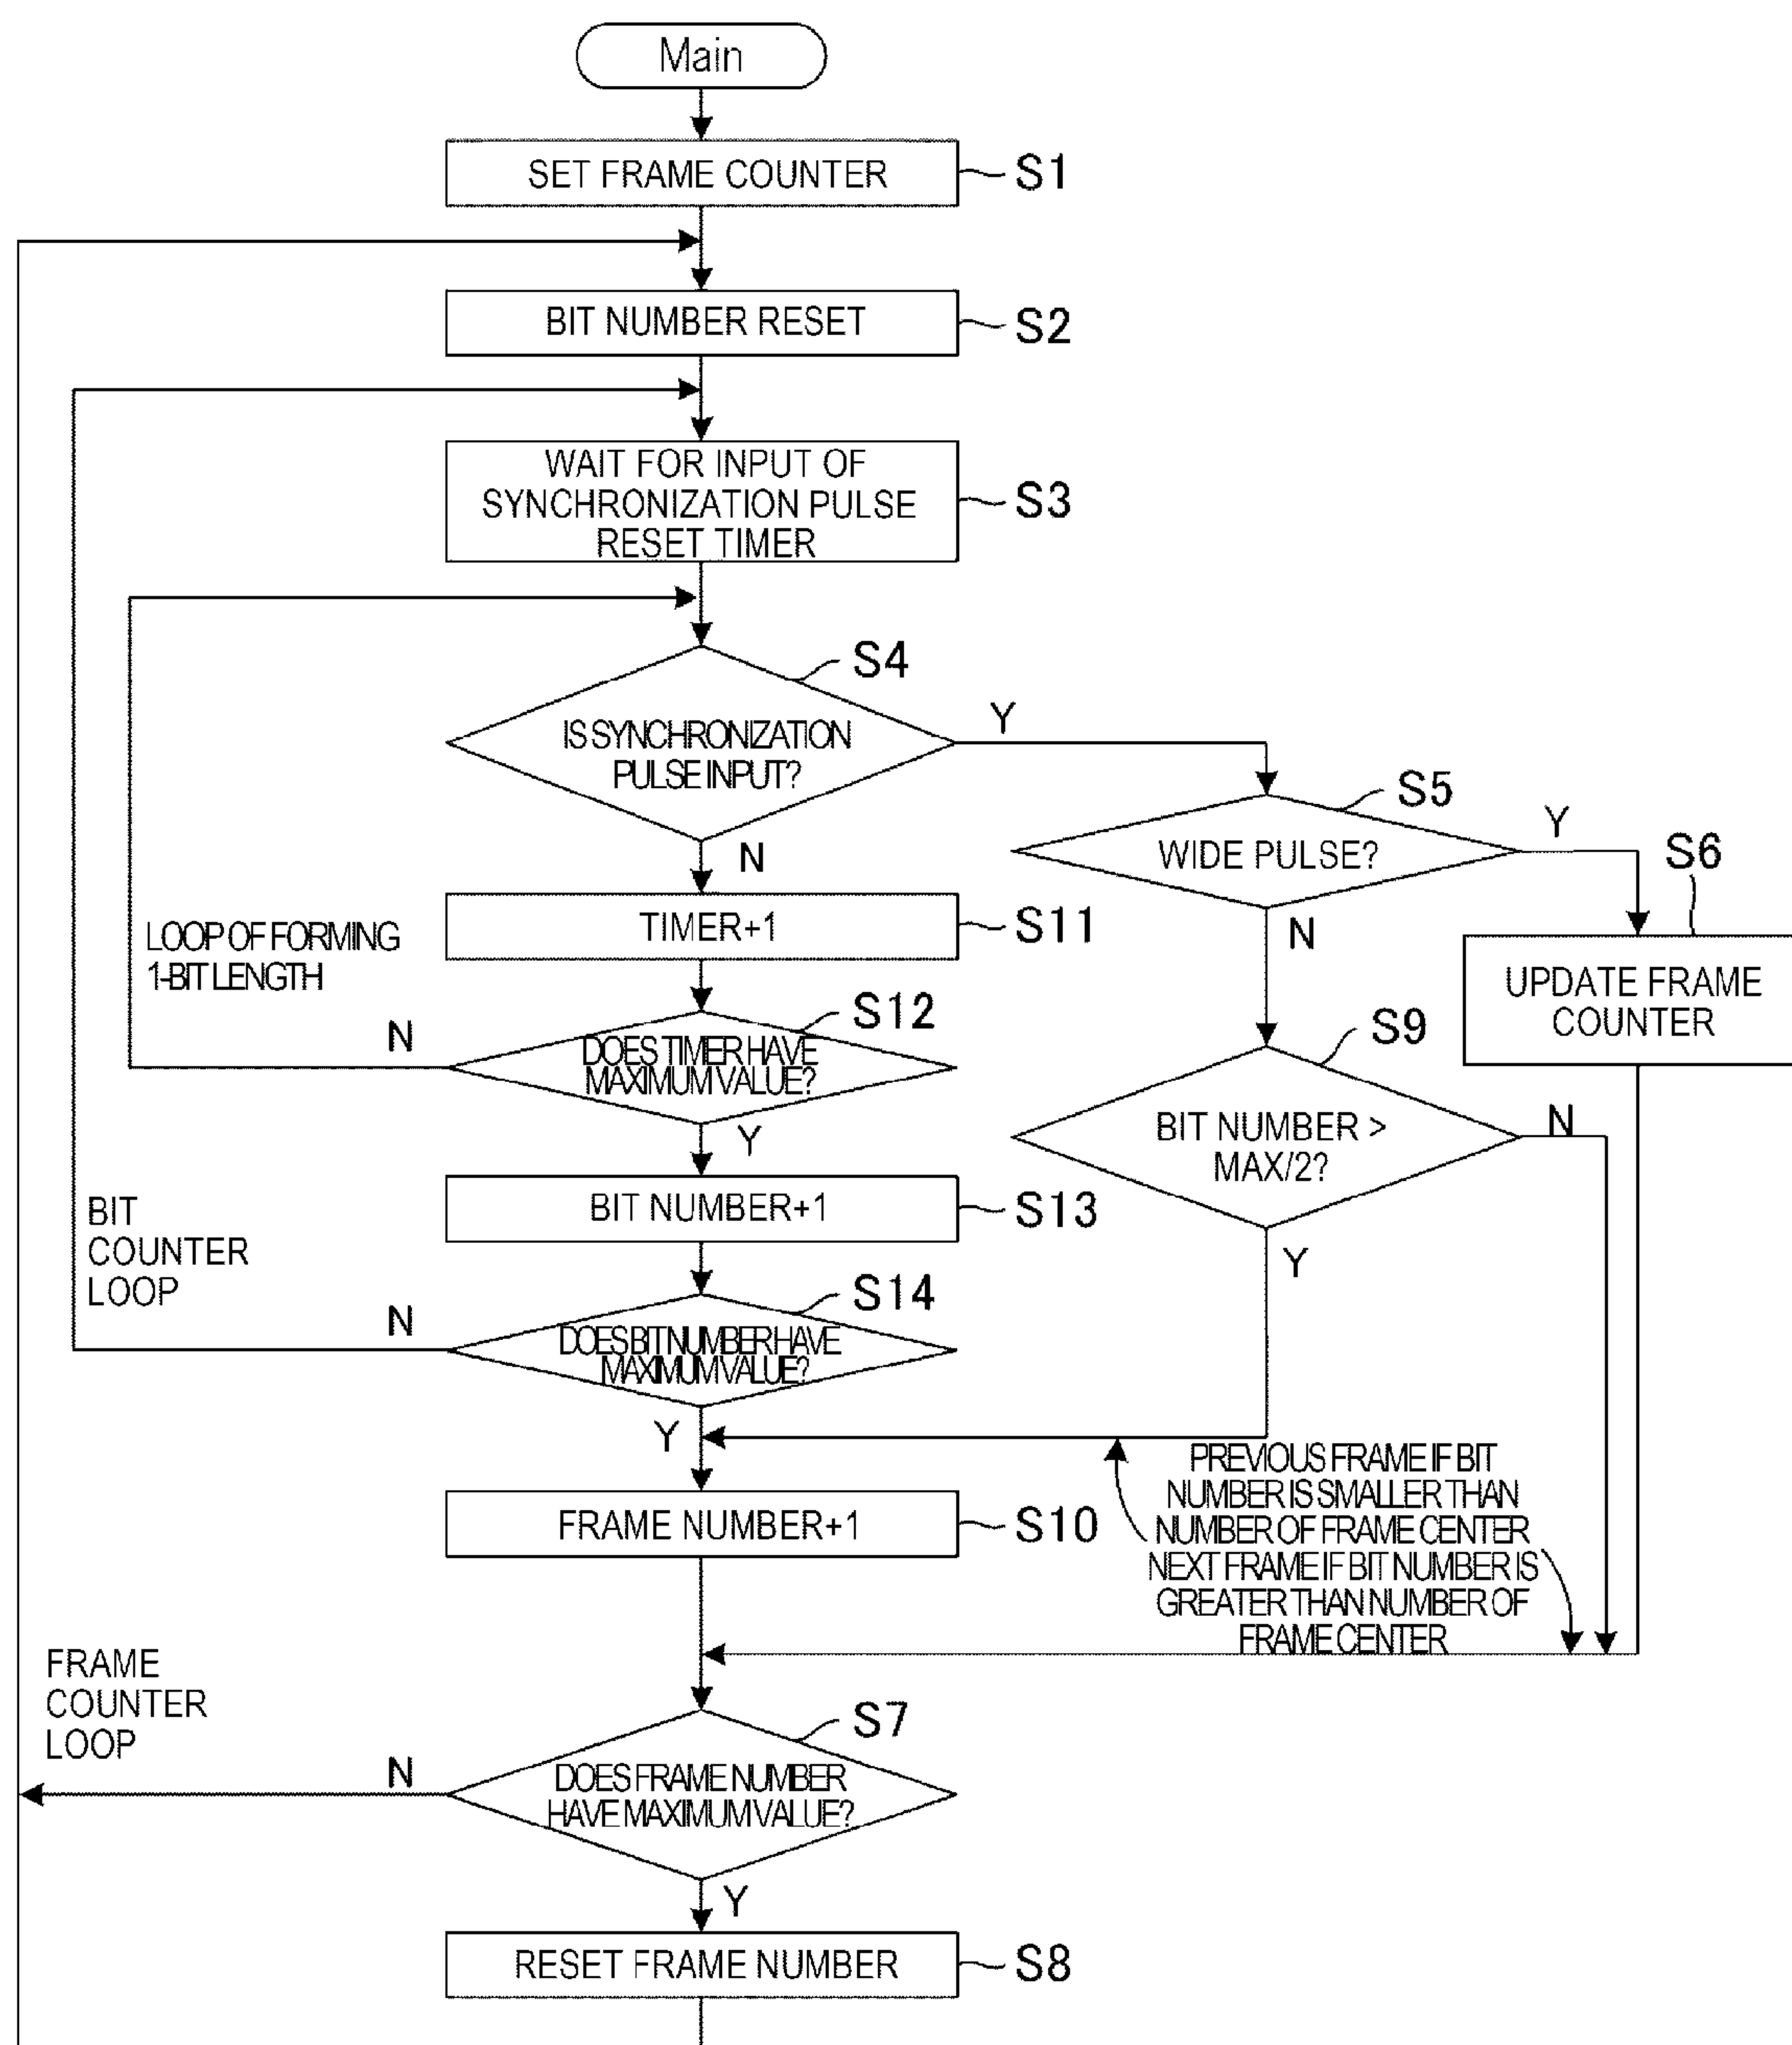 Main
SET FRAME COUNTER
S1
BIT NUMBER RESET
S2
WAIT FOR INPUT OF
SYNCHRONIZATION PULSE
RESET TIMER
S3
S4
IS SYNCHRONIZATION
PULSE INPUT?
Y
N
S5
WIDE PULSE?
Y
N
S6
UPDATE FRAME
COUNTER
TIMER+1
S11
LOOP OF FORMING
1-BIT LENGTH
S12
DOES TIMER HAVE
MAXIMUM VALUE?
N
Y
S9
BIT NUMBER >
MAX/2?
N
Y
BIT NUMBER+1
S13
BIT
COUNTER
LOOP
S14
DOES BIT NUMBER HAVE
MAXIMUM VALUE?
N
Y
PREVIOUS FRAME IF BIT
NUMBER IS SMALLER THAN
NUMBER OF FRAME CENTER
NEXT FRAME IF BIT NUMBER IS
GREATER THAN NUMBER OF
FRAME CENTER
FRAME NUMBER+1
S10
FRAME
COUNTER
LOOP
S7
DOES FRAME NUMBER
HAVE MAXIMUM VALUE?
N
Y
RESET FRAME NUMBER
S8